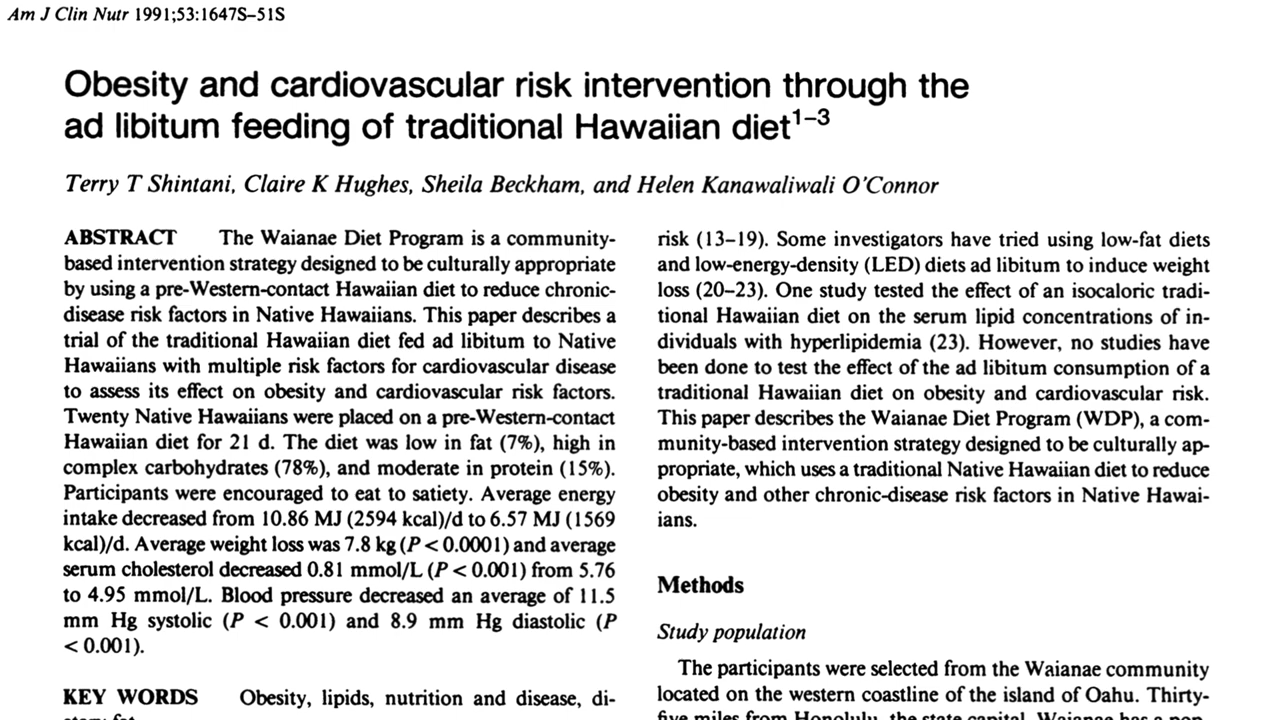 Am J Clin Nutr 1991;53:1647S–51S
Obesity and cardiovascular risk intervention through the
ad libitum feeding of traditional Hawaiian diet1–3
Terry T Shintani, Claire K Hughes, Sheila Beckham, and Helen Kanawaliwali O'Connor
ABSTRACT The Waianae Diet Program is a community-
based intervention strategy designed to be culturally appropriate
by using a pre-Western-contact Hawaiian diet to reduce chronic-
disease risk factors in Native Hawaiians. This paper describes a
trial of the traditional Hawaiian diet fed ad libitum to Native
Hawaiians with multiple risk factors for cardiovascular disease
to assess its effect on obesity and cardiovascular risk factors.
Twenty Native Hawaiians were placed on a pre-Western-contact
Hawaiian diet for 21 d. The diet was low in fat (7%), high in
complex carbohydrates (78%), and moderate in protein (15%).
Participants were encouraged to eat to satiety. Average energy
intake decreased from 10.86 MJ (2594 kcal)/d to 6.57 MJ (1569
kcal)/d. Average weight loss was 7.8 kg (P < 0.0001) and average
serum cholesterol decreased 0.81 mmol/L (P < 0.001) from 5.76
to 4.95 mmol/L. Blood pressure decreased an average of 11.5
mm Hg systolic (P < 0.001) and 8.9 mm Hg diastolic (P
< 0.001).
KEY WORDS Obesity, lipids, nutrition and disease, di-
etary fat
risk (13–19). Some investigators have tried using low-fat diets
and low-energy-density (LED) diets ad libitum to induce weight
loss (20–23). One study tested the effect of an isocaloric tradi-
tional Hawaiian diet on the serum lipid concentrations of in-
dividuals with hyperlipidemia (23). However, no studies have
been done to test the effect of the ad libitum consumption of a
traditional Hawaiian diet on obesity and cardiovascular risk.
This paper describes the Waianae Diet Program (WDP), a com-
munity-based intervention strategy designed to be culturally ap-
propriate, which uses a traditional Native Hawaiian diet to reduce
obesity and other chronic-disease risk factors in Native Hawai-
ians.
Methods
Study population
The participants were selected from the Waianae community
located on the western coastline of the island of Oahu. Thirty-
five miles from Honolulu, the state capital, Waianae has a pop-